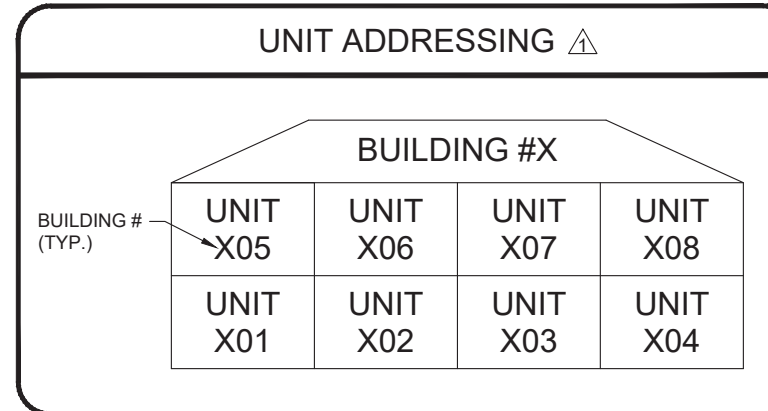 UNIT ADDRESSING 1
BUILDING #X
BUILDING #
(TYP.)
UNIT X05
UNIT X06
UNIT X07
UNIT X08
UNIT X01
UNIT X02
UNIT X03
UNIT X04